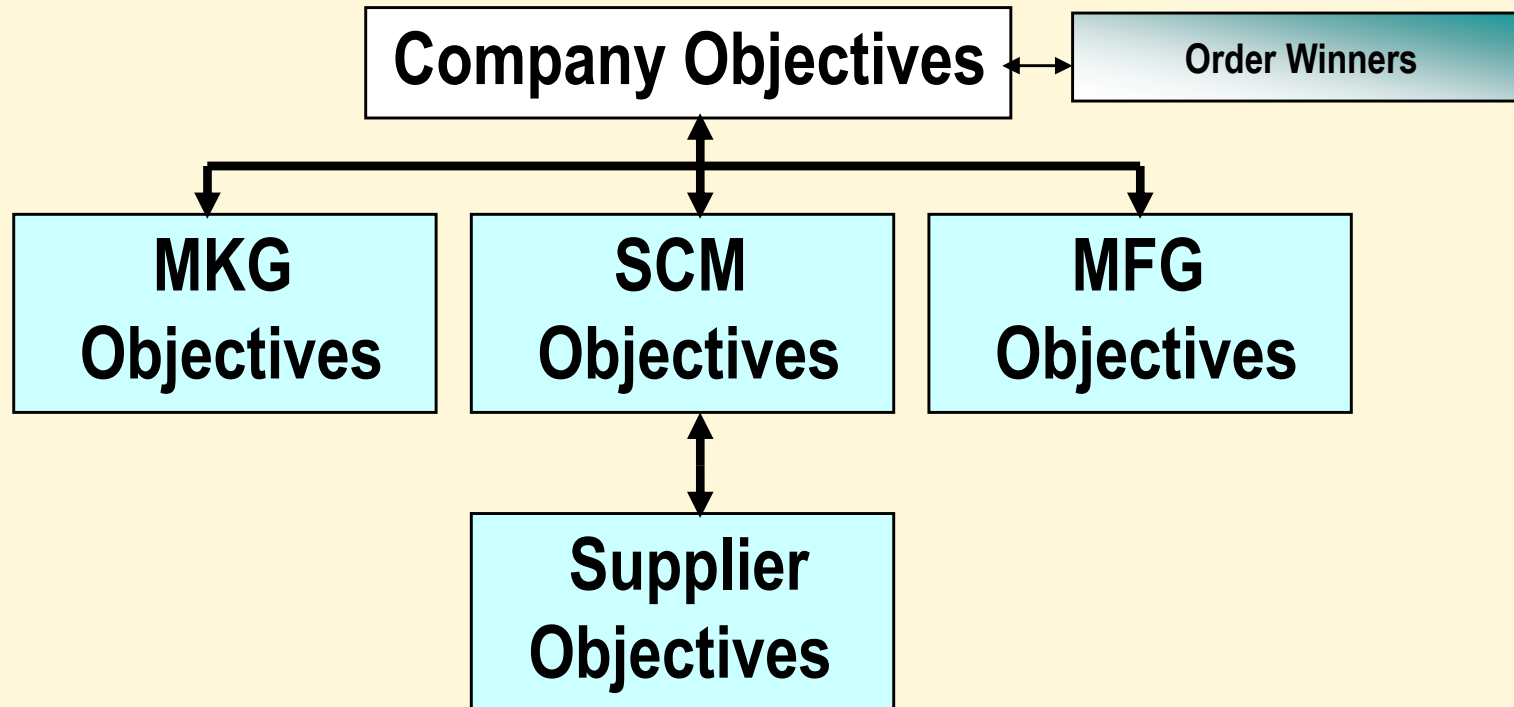 Company Objectives
Order Winners
MKG
Objectives
SCM
Objectives
MFG
Objectives
Supplier
Objectives